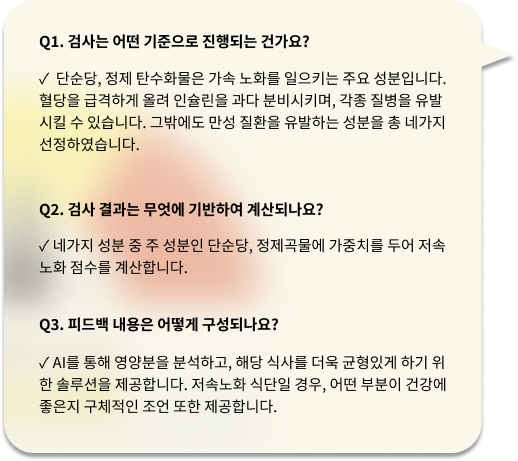 Q1. 검사는 어떤 기준으로 진행되는 건가요?
✓ 단순당, 정제 탄수화물은 가속 노화를 일으키는 주요 성분입니다.
혈당을 급격하게 올려 인슐린을 과다 분비시키며, 각종 질병을 유발
시킬 수 있습니다. 그밖에도 만성 질환을 유발하는 성분을 총 네가지
선정하였습니다.
Q2. 검사 결과는 무엇에 기반하여 계산되나요?
✓ 네가지 성분 중 주 성분인 단순당, 정제곡물에 가중치를 두어 저속
노화 점수를 계산합니다.
Q3. 피드백 내용은 어떻게 구성되나요?
✓ AI를 통해 영양분을 분석하고, 해당 식사를 더욱 균형있게 하기 위
한 솔루션을 제공합니다. 저속노화 식단일 경우, 어떤 부분이 건강에
좋은지 구체적인 조언 또한 제공합니다.